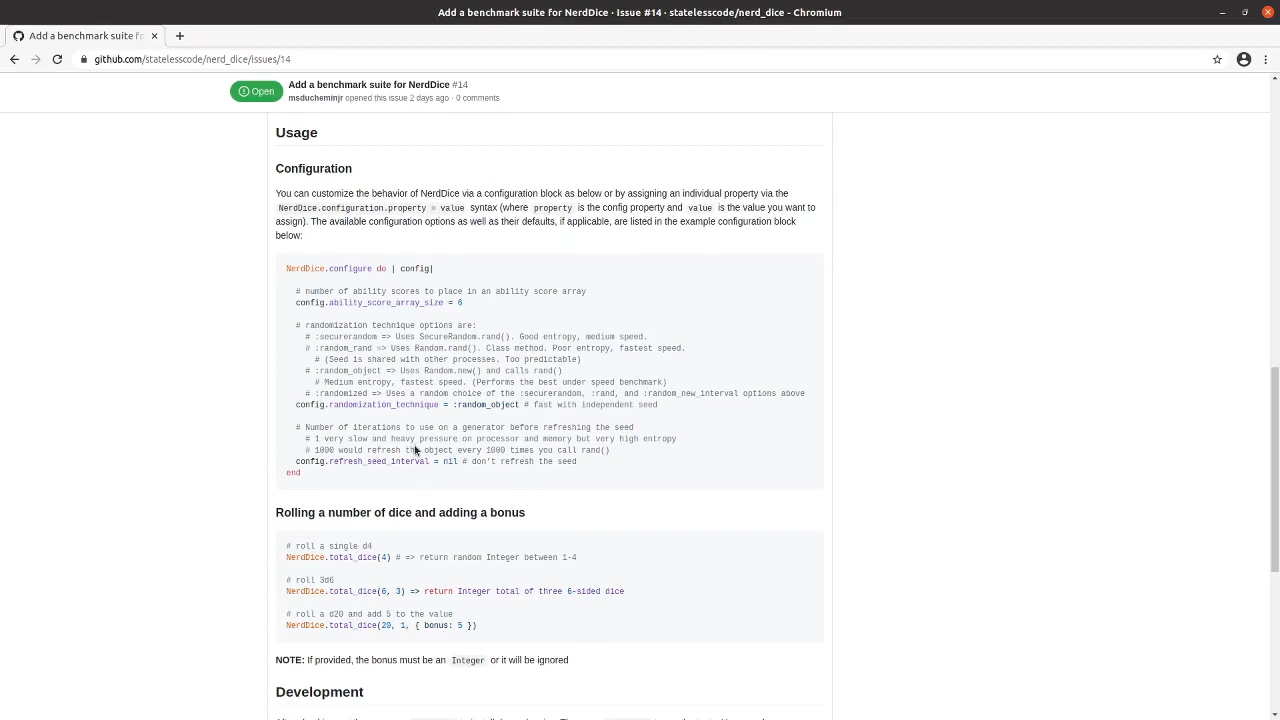 Add a benchmark suite for NerdDice · Issue #14 · statelesscode/nerd_dice - Chromium
Add a benchmark suite fo
github.com/statelesscode/nerd_dice/issues/14
Open
Add a benchmark suite for NerdDice #14
msducheminjr opened this issue 2 days ago · 0 comments
Usage
Configuration
You can customize the behavior of NerdDice via a configuration block as below or by assigning an individual property via the
NerdDice.configuration.property = value syntax (where property is the config property and value is the value you want to
assign). The available configuration options as well as their defaults, if applicable, are listed in the example configuration block
below:
NerdDice.configure do | config|
# number of ability scores to place in an ability score array
config.ability_score_array_size = 6
# randomization technique options are:
# :securerandom => Uses SecureRandom.rand(). Good entropy, medium speed.
# :random_rand => Uses Random.rand(). Class method. Poor entropy, fastest speed.
# (Seed is shared with other processes. Too predictable)
# :random_object => Uses Random.new() and calls rand()
# Medium entropy, fastest speed. (Performs the best under speed benchmark)
# :randomized => Uses a random choice of the :securerandom, :rand, and :random_new_interval options above
config.randomization_technique = :random_object # fast with independent seed
# Number of iterations to use on a generator before refreshing the seed
# 1 very slow and heavy pressure on processor and memory but very high entropy
# 1000 would refresh the object every 1000 times you call rand()
config.refresh_seed_interval = nil # don't refresh the seed
end
Rolling a number of dice and adding a bonus
# roll a single d4
NerdDice.total_dice(4) # => return random Integer between 1-4
# roll 3d6
NerdDice.total_dice(6, 3) => return Integer total of three 6-sided dice
# roll a d20 and add 5 to the value
NerdDice.total_dice(20, 1, { bonus: 5 })
NOTE: If provided, the bonus must be an Integer or it will be ignored
Development